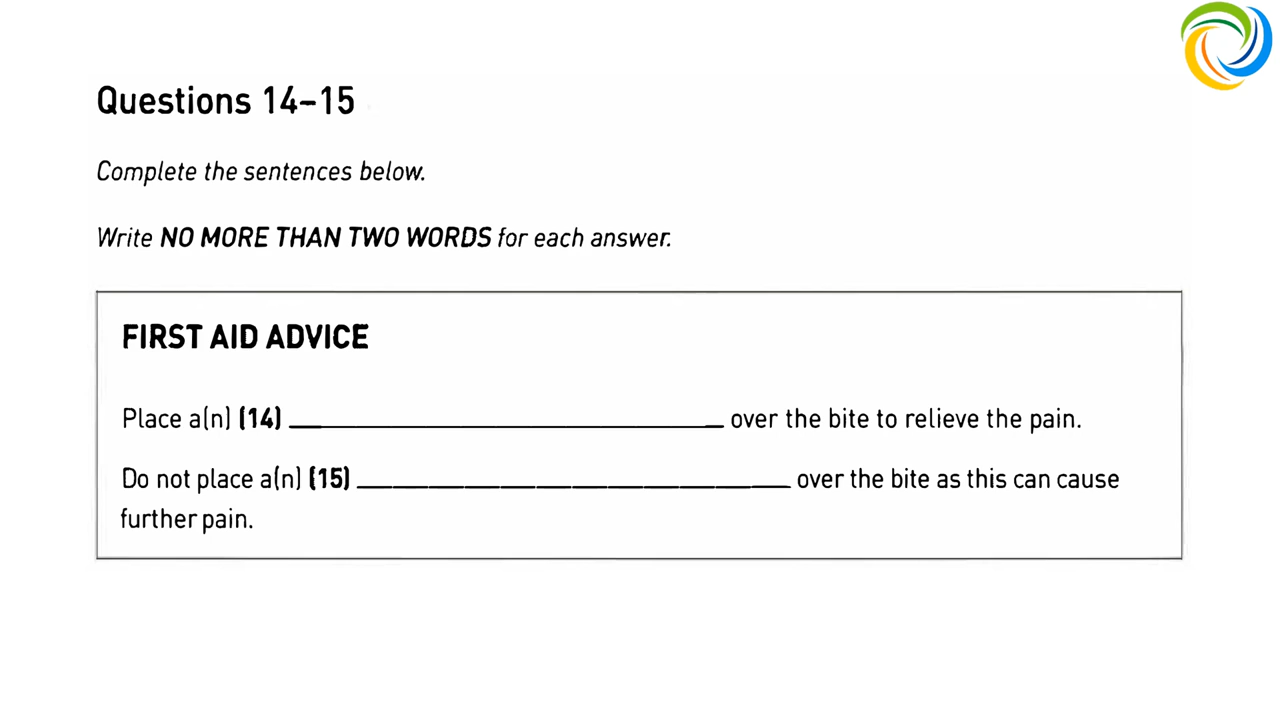 Questions 14–15
Complete the sentences below.
Write NO MORE THAN TWO WORDS for each answer.
FIRST AID ADVICE
Place a(n) (14) ____________ over the bite to relieve the pain.
Do not place a(n) (15) ____________ over the bite as this can cause
further pain.